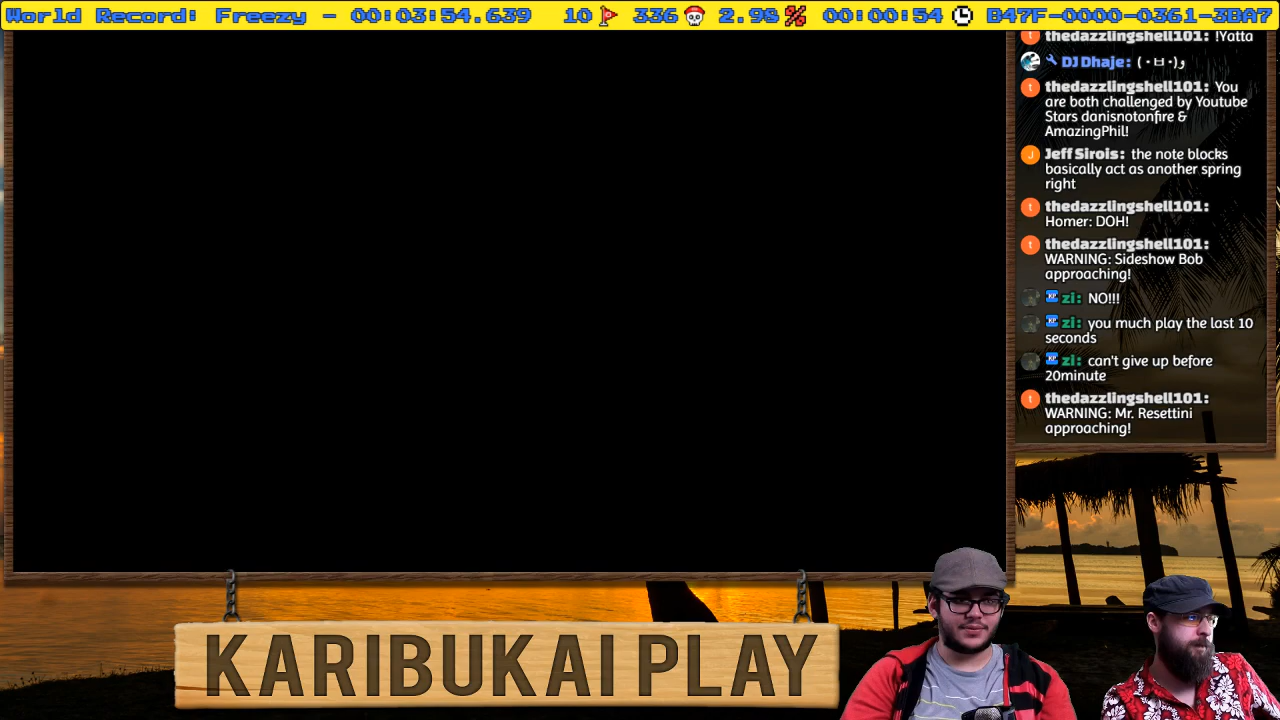 World Record: Freezy - 00:03:54.639 10 336 2.98% 00:00:54 B47F-0000-0361-3BA7
thedazzlingshell101: !Yatta
DJ Dhaje: ( •ㅂ•)و
thedazzlingshell101: You
are both challenged by Youtube
Stars danisnotonfire &
AmazingPhil!
Jeff Sirois: the note blocks
basically act as another spring
right
thedazzlingshell101:
Homer: DOH!
thedazzlingshell101:
WARNING: Sideshow Bob
approaching!
zi: NO!!!
zi: you much play the last 10
seconds
zi: can't give up before
20minute
thedazzlingshell101:
WARNING: Mr. Resettini
approaching!
KARIBUKAI PLAY